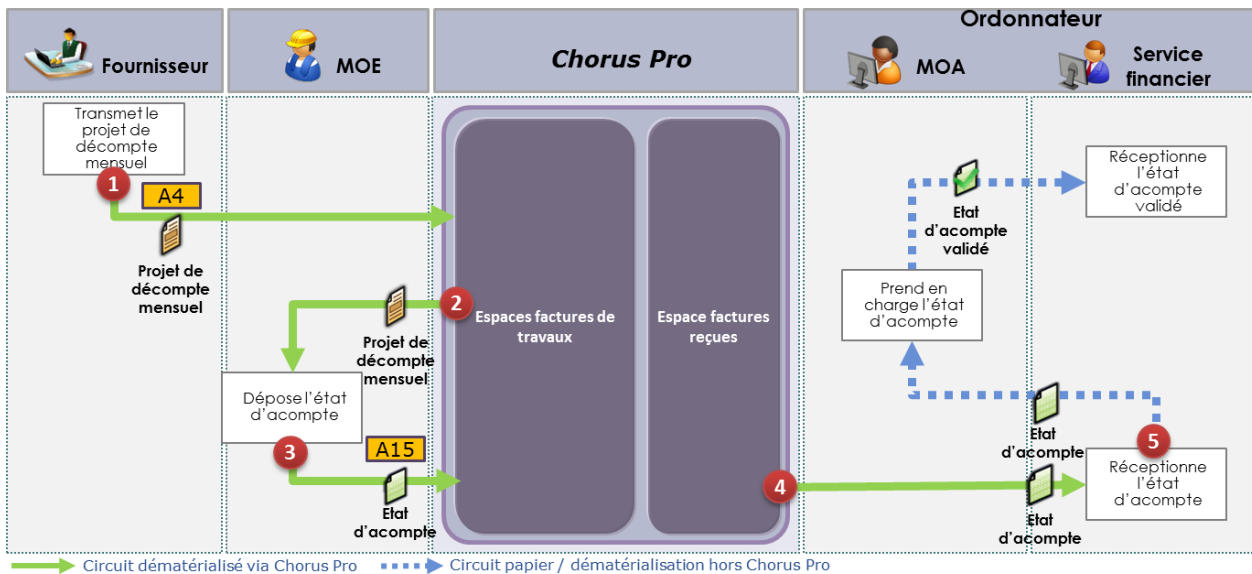 Ordonnateur
Fournisseur
MOE
Chorus Pro
MOA
Service
financier
Transmet le
projet de
décompte
mensuel
1
A4
Projet de
décompte
mensuel
2
Projet de
décompte
mensuel
Dépose l’état
d’acompte
3
A15
Etat
d’acompte
Espaces factures de
travaux
Espace factures
reçues
4
Etat
d’acompte
Réceptionne
l’état
d’acompte
5
Etat
d’acompte
Prend en
charge l’état
d’acompte
Etat
d’acompte
validé
Réceptionne
l’état
d’acompte
validé
Circuit dématérialisé via Chorus Pro
Circuit papier / dématérialisation hors Chorus Pro